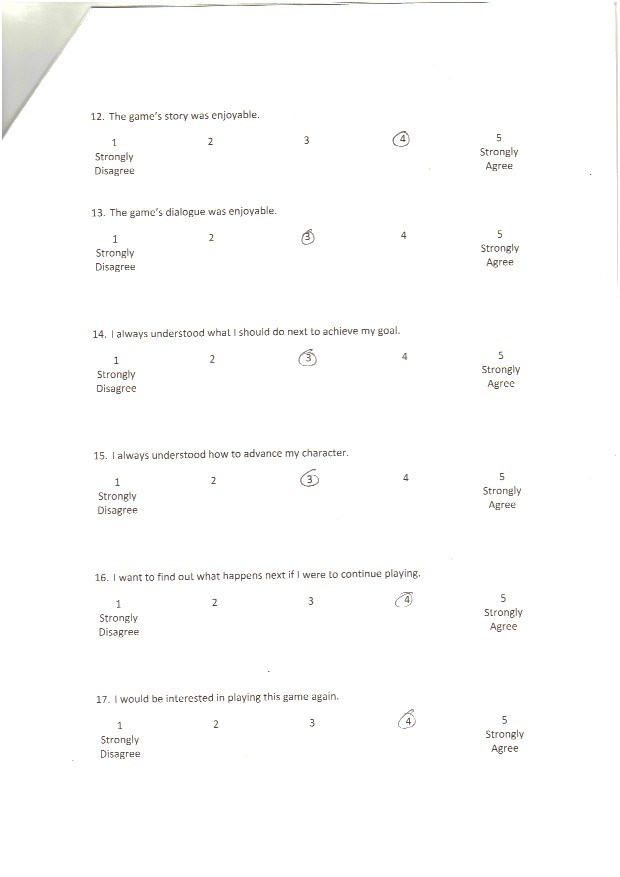 12. The game's story was enjoyable.
1 2 3 4 5
Strongly Disagree Strongly Agree
13. The game's dialogue was enjoyable.
1 2 3 4 5
Strongly Disagree Strongly Agree
14. I always understood what I should do next to achieve my goal.
1 2 3 4 5
Strongly Disagree Strongly Agree
15. I always understood how to advance my character.
1 2 3 4 5
Strongly Disagree Strongly Agree
16. I want to find out what happens next if I were to continue playing.
1 2 3 4 5
Strongly Disagree Strongly Agree
17. I would be interested in playing this game again.
1 2 3 4 5
Strongly Disagree Strongly Agree